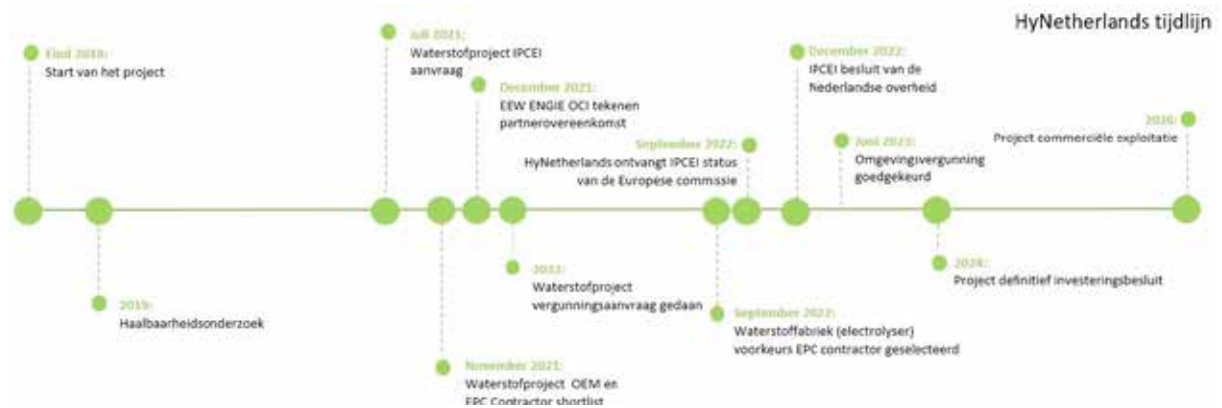 HyNetherlands tijdlijn
Eind 2018:
Start van het project
2019:
Haalbaarheidsonderzoek
Juli 2021:
Waterstofproject IPCEI
aanvraag
November 2021:
Waterstofproject OEM en
EPC Contractor shortlist
December 2021:
EEW ENGIE OCI tekenen
partnerovereenkomst
2022:
Waterstofproject
vergunningsaanvraag gedaan
September 2022:
HyNetherlands ontvangt IPCEI status
van de Europese commissie
September 2022:
Waterstoffabriek (electrolyser)
voorkeurs EPC contractor geselecteerd
December 2022:
IPCEI besluit van de
Nederlandse overheid
Juni 2023:
Omgevingsvergunning
goedgekeurd
2024:
Project definitief investeringsbesluit
2026:
Project commerciële exploitatie